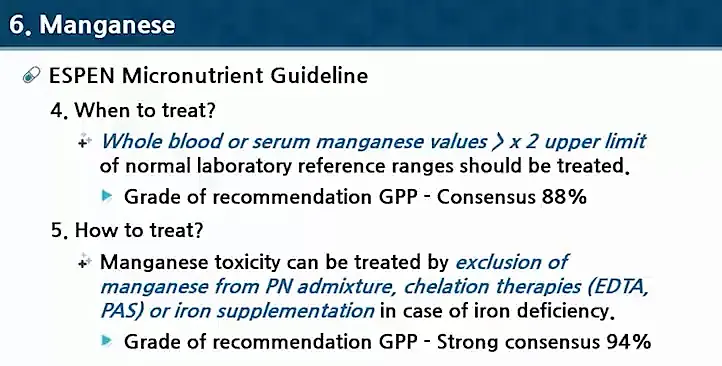 6. Manganese
ESPEN Micronutrient Guideline
4. When to treat?
Whole blood or serum manganese values > x 2 upper limit
of normal laboratory reference ranges should be treated.
Grade of recommendation GPP - Consensus 88%
5. How to treat?
Manganese toxicity can be treated by exclusion of
manganese from PN admixture, chelation therapies (EDTA,
PAS) or iron supplementation in case of iron deficiency.
Grade of recommendation GPP - Strong consensus 94%